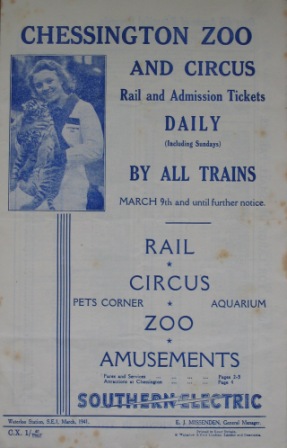 CHESSINGTON ZOO
AND CIRCUS
Rail and Admission Tickets
DAILY
(Including Sundays)
BY ALL TRAINS
MARCH 9th and until further notice.
RAIL
CIRCUS
PETS CORNER AQUARIUM
ZOO
AMUSEMENTS
Fares and Services ... ... ... Pages 2-3
Attractions at Chessington ... ... ... Page 4
SOUTHERN ELECTRIC
Waterloo Station, S.E.1. March, 1941.
E. J. MISSENDEN, General Manager.
C.X. 1/